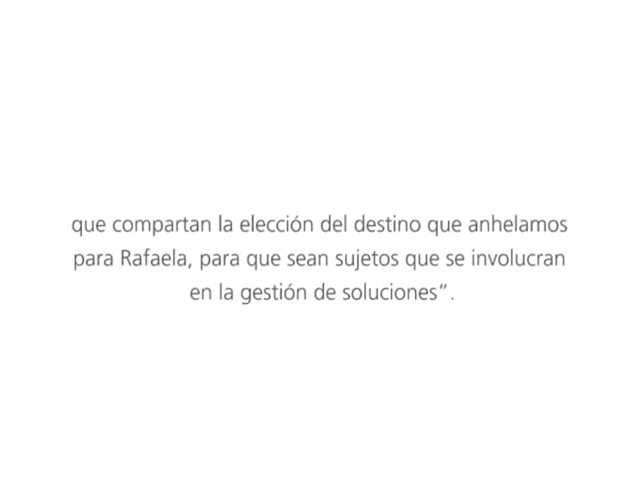 que compartan la elección del destino que anhelamos
para Rafaela, para que sean sujetos que se involucran
en la gestión de soluciones”.